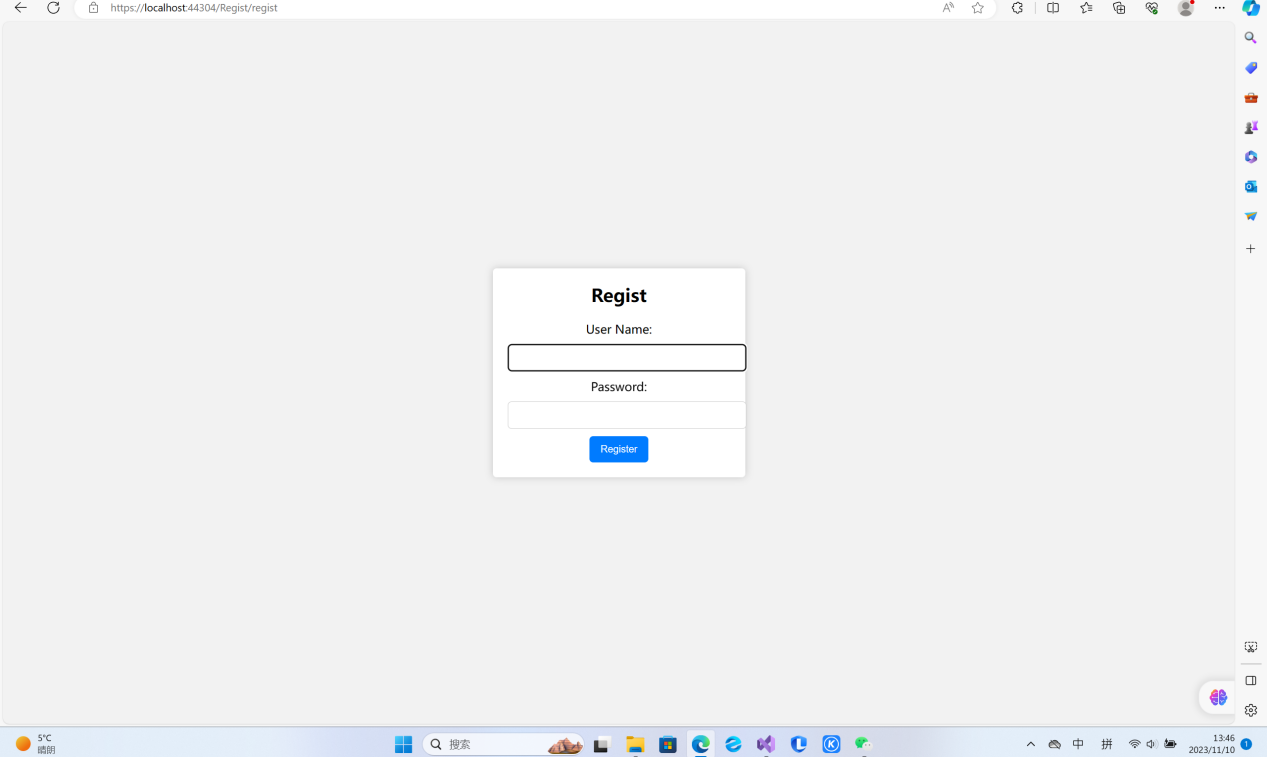 https://localhost:44304/Regist/regist
Regist
User Name:
Password:
Register
5°C
晴朗
搜索
中
拼
13:46
2023/11/10
1